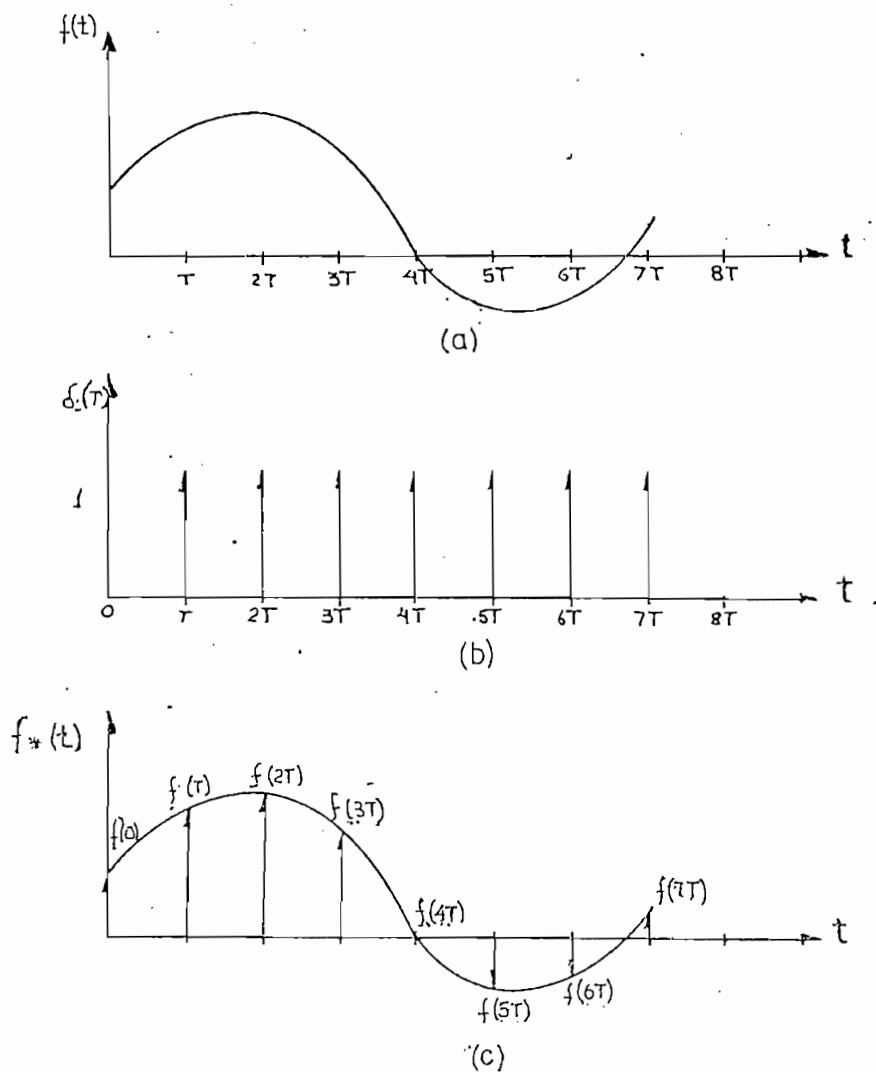 f(t)
T 2T 3T 4T 5T 6T 7T 8T t
(a)
δ(T)
1
0 T 2T 3T 4T 5T 6T 7T 8T t
(b)
f*(t)
f(0) f(T) f(2T) f(3T) f(4T) f(5T) f(6T) f(7T) t
(c)